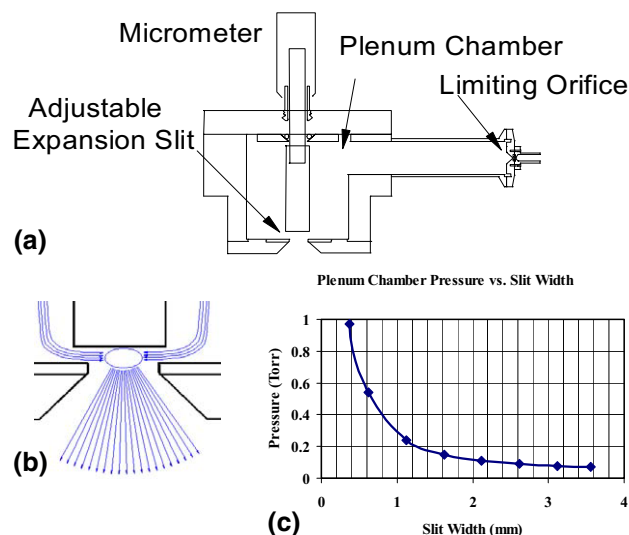 Micrometer
Plenum Chamber
Limiting Orifice
Adjustable
Expansion Slit
(a)
(b)
Plenum Chamber Pressure vs. Slit Width
Pressure (Torr)
1
0.8
0.6
0.4
0.2
0
0 1 2 3 4
Slit Width (mm)
(c)